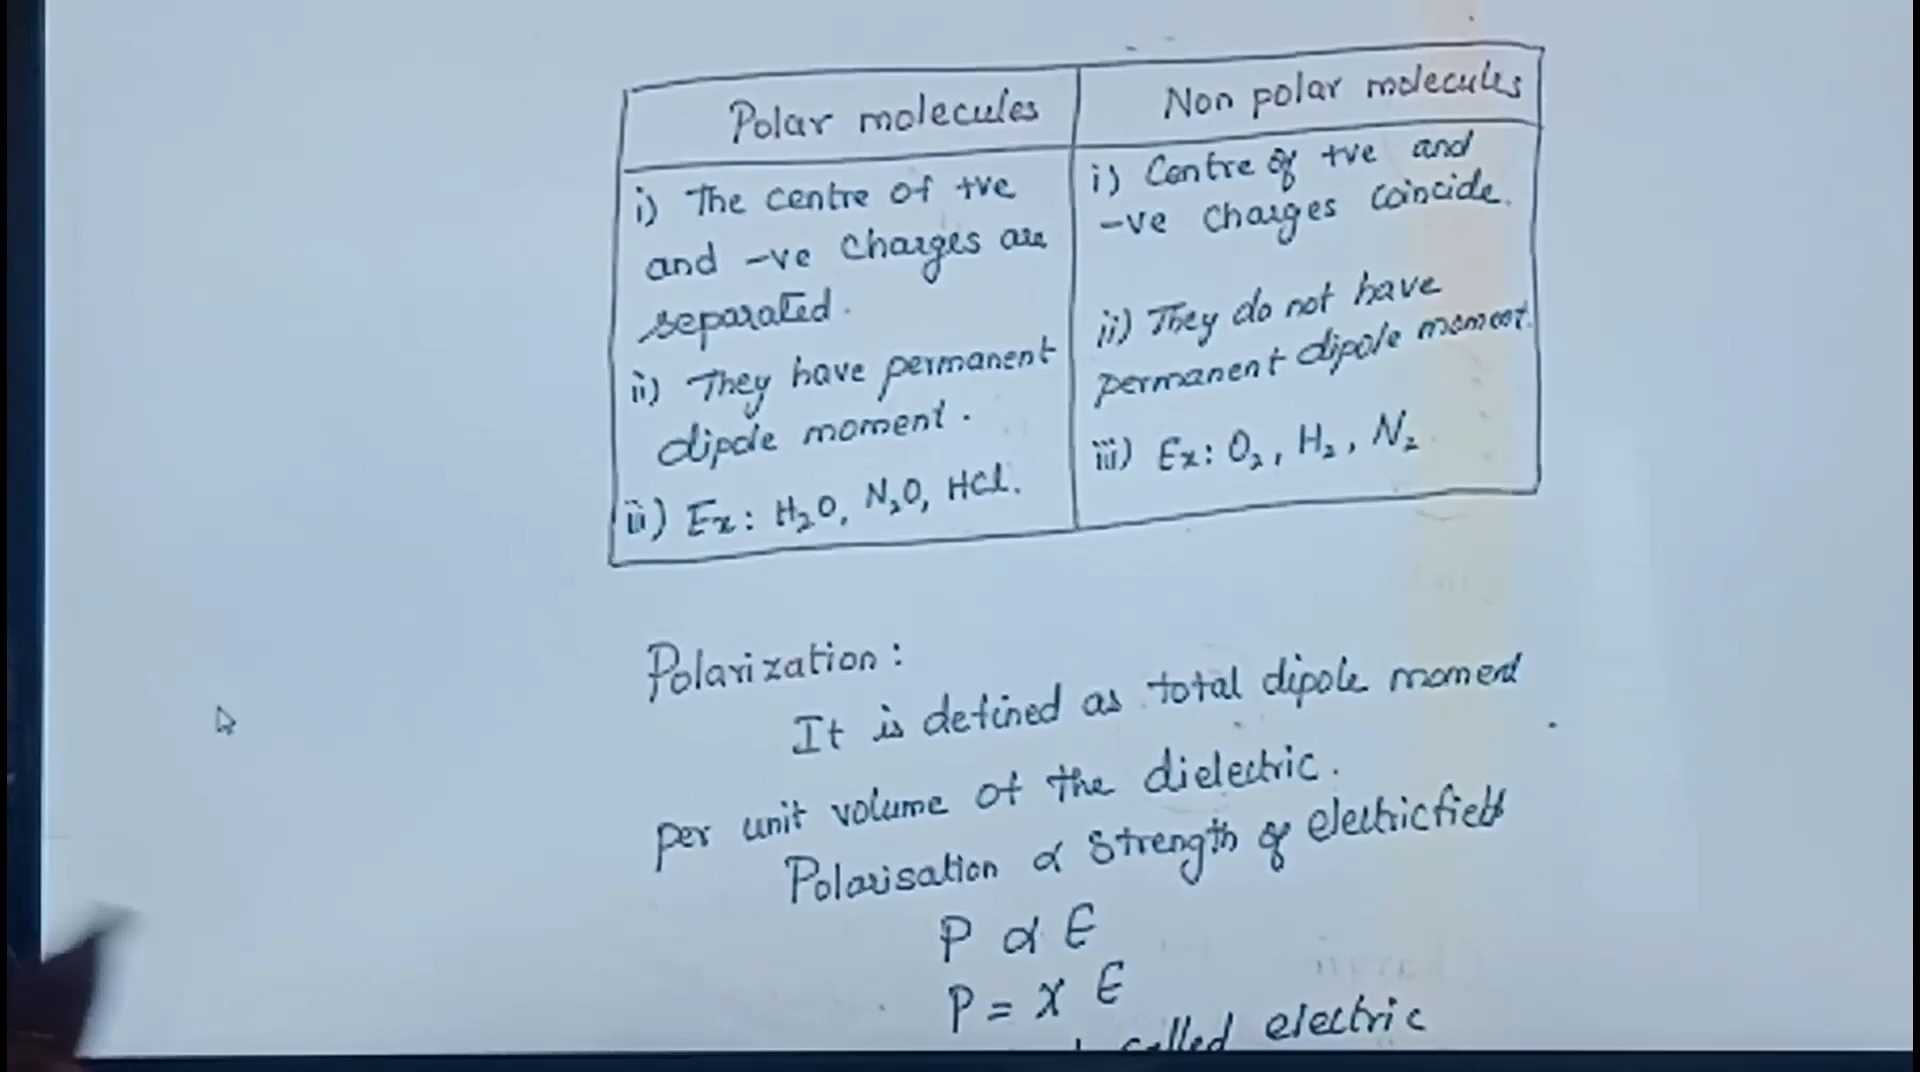 Polar molecules
i) The centre of +ve
and -ve charges are
separated.
ii) They have permanent
dipole moment.
iii) Ex: H₂O, N₂O, HCl.
Non polar molecules
i) Centre of +ve and
-ve charges coincide.
ii) They do not have
permanent dipole moment.
iii) Ex: O₂, H₂, N₂
Polarization:
It is defined as total dipole moment
per unit volume of the dielectric.
Polarisation α Strength of electric field
P α E
P = χ E
called electric